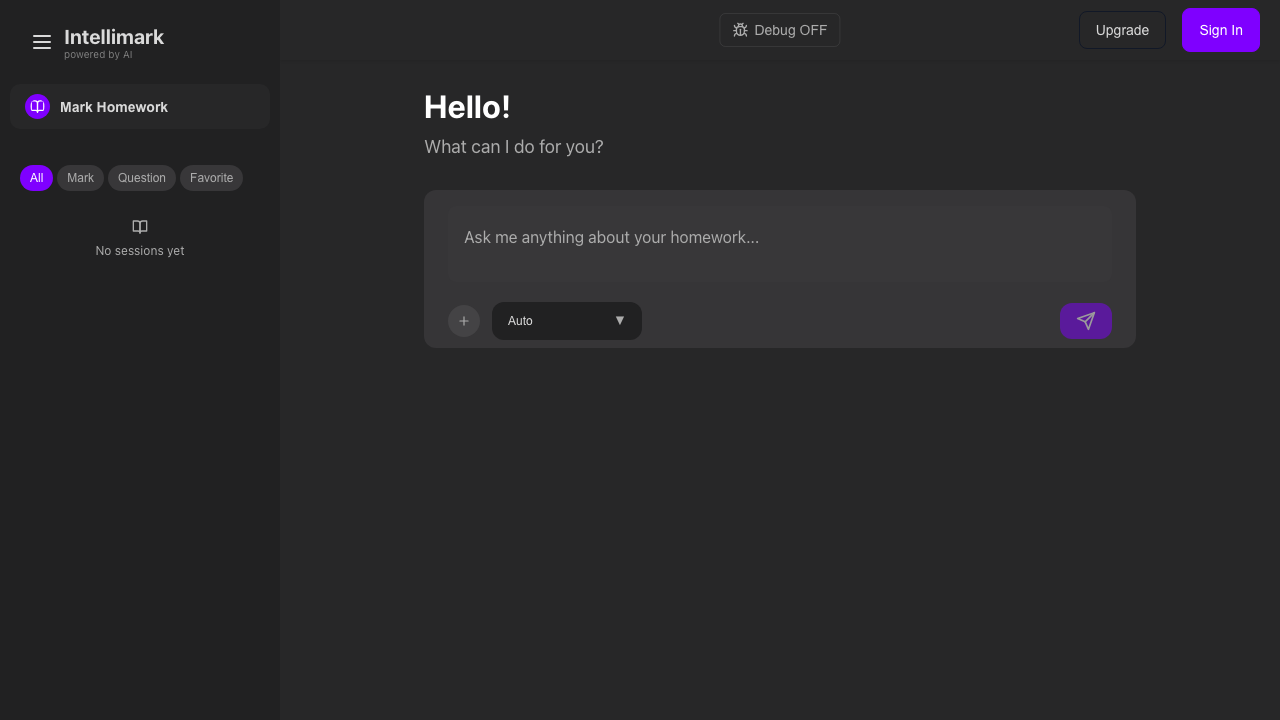 Intellimark
powered by AI
Mark Homework
All
Mark
Question
Favorite
No sessions yet
Debug OFF
Upgrade
Sign In
Hello!
What can I do for you?
Ask me anything about your homework...
Auto